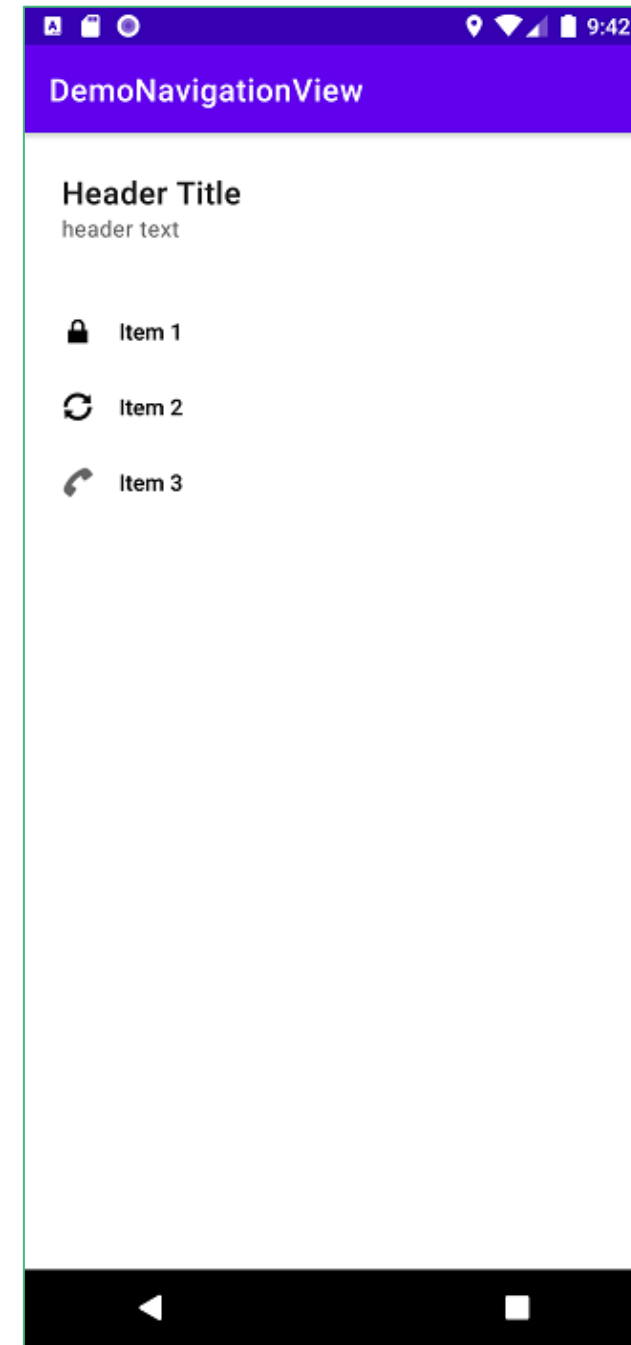 9:42
DemoNavigationView
Header Title
header text
Item 1
Item 2
Item 3